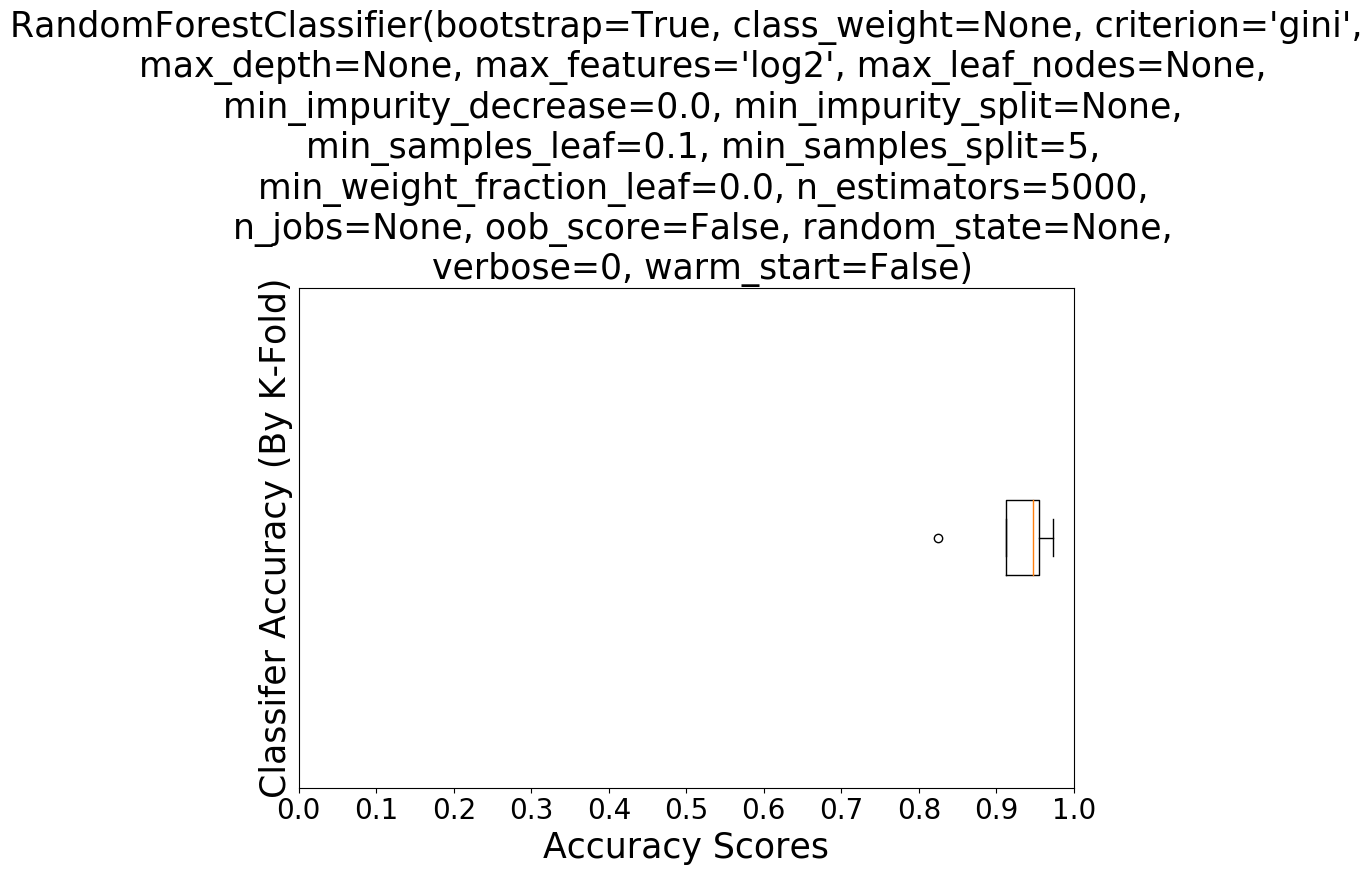 RandomForestClassifier(bootstrap=True, class_weight=None, criterion='gini',
max_depth=None, max_features='log2', max_leaf_nodes=None,
min_impurity_decrease=0.0, min_impurity_split=None,
min_samples_leaf=0.1, min_samples_split=5,
min_weight_fraction_leaf=0.0, n_estimators=5000,
n_jobs=None, oob_score=False, random_state=None,
verbose=0, warm_start=False)
Classifer Accuracy (By K-Fold)
0.0 0.1 0.2 0.3 0.4 0.5 0.6 0.7 0.8 0.9 1.0
Accuracy Scores